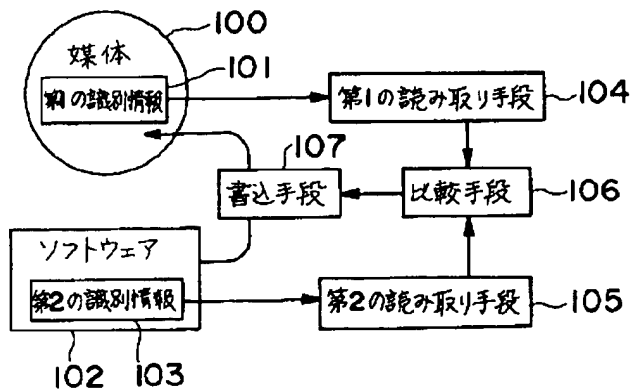 100
媒体
101
第1の識別情報
第1の読み取り手段
104
107
書込手段
比較手段
106
ソフトウェア
第2の識別情報
第2の読み取り手段
105
102
103